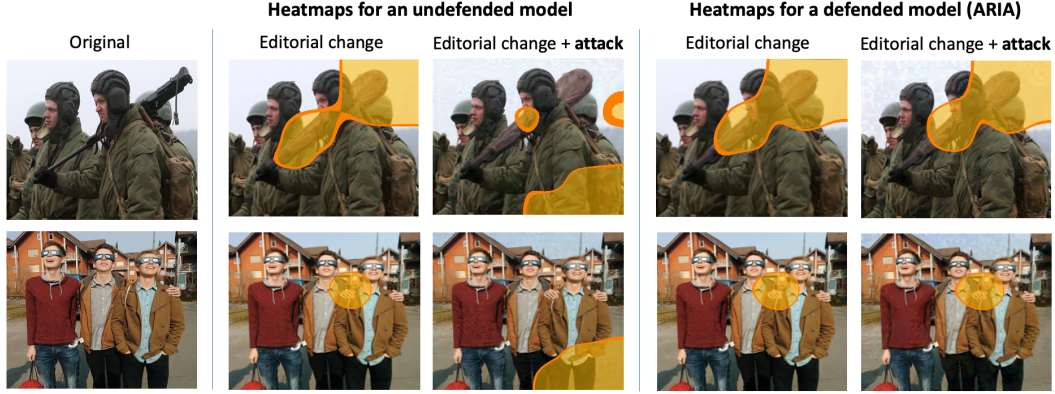 Heatmaps for an undefended model
Heatmaps for a defended model (ARIA)
Original
Editorial change
Editorial change + attack
Editorial change
Editorial change + attack